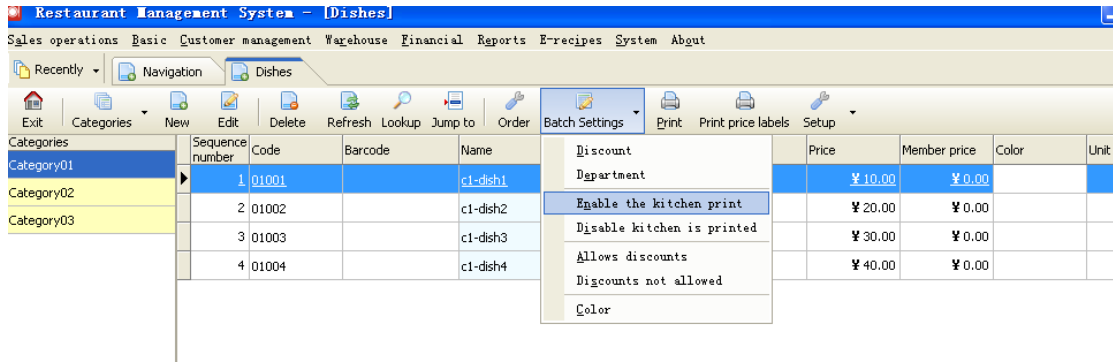 Restaurant Management System - [Dishes]
Sales operations Basic Customer management Warehouse Financial Reports E-recipes System About
Recently Navigation Dishes
Exit Categories New Edit Delete Refresh Lookup Jump to Order Batch Settings Print Print price labels Setup
Categories Sequence number Code Barcode Name Price Member price Color Unit
Category01
Category02
Category03
1 01001 c1-dish1 ¥ 10.00 ¥ 0.00
2 01002 c1-dish2 ¥ 20.00 ¥ 0.00
3 01003 c1-dish3 ¥ 30.00 ¥ 0.00
4 01004 c1-dish4 ¥ 40.00 ¥ 0.00
Discount
Department
Enable the kitchen print
Disable kitchen is printed
Allows discounts
Discounts not allowed
Color